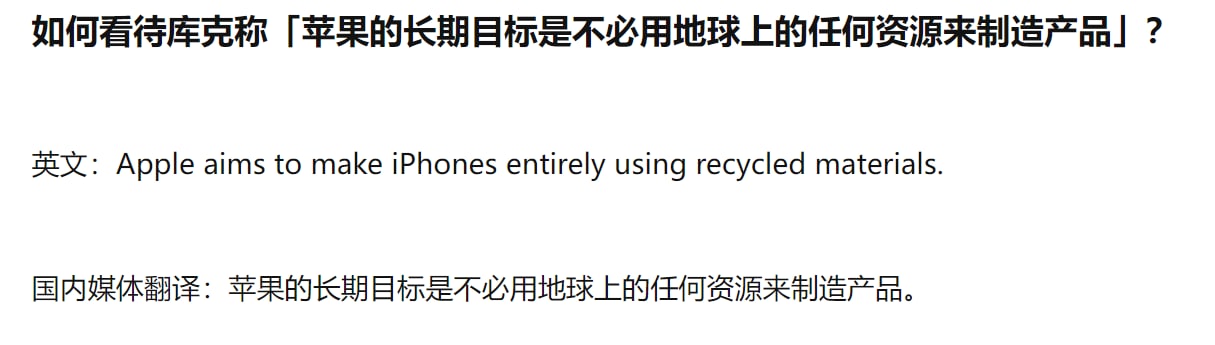 如何看待库克称「苹果的长期目标是不必用地球上的任何资源来制造产品」?
英文：Apple aims to make iPhones entirely using recycled materials.
国内媒体翻译：苹果的长期目标是不必用地球上的任何资源来制造产品。